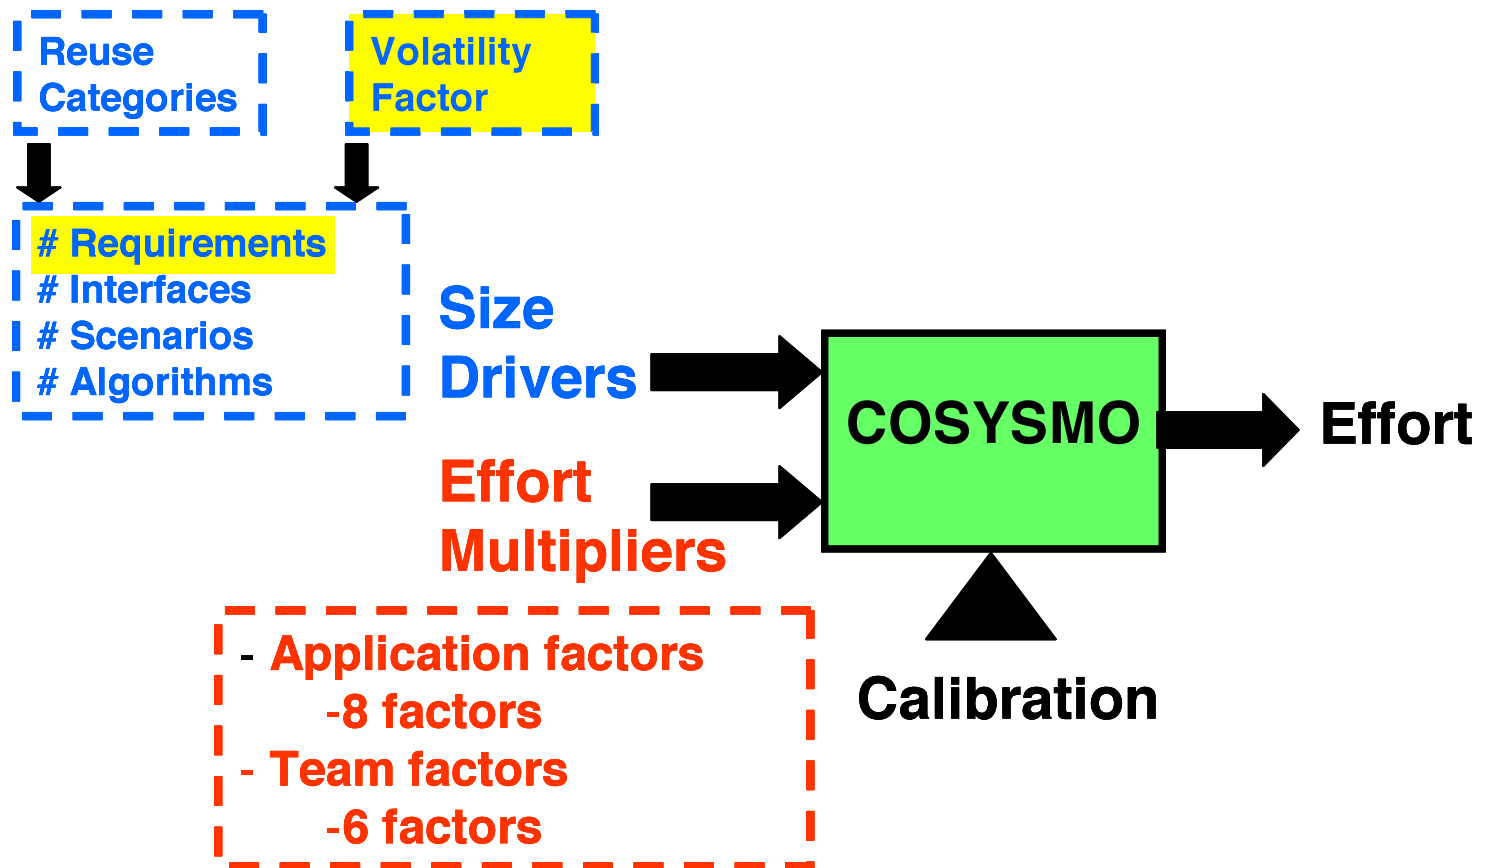 Reuse
Categories
Volatility
Factor
# Requirements
# Interfaces
# Scenarios
# Algorithms
Size
Drivers
COSYSMO
Effort
Effort
Multipliers
- Application factors
-8 factors
- Team factors
-6 factors
Calibration